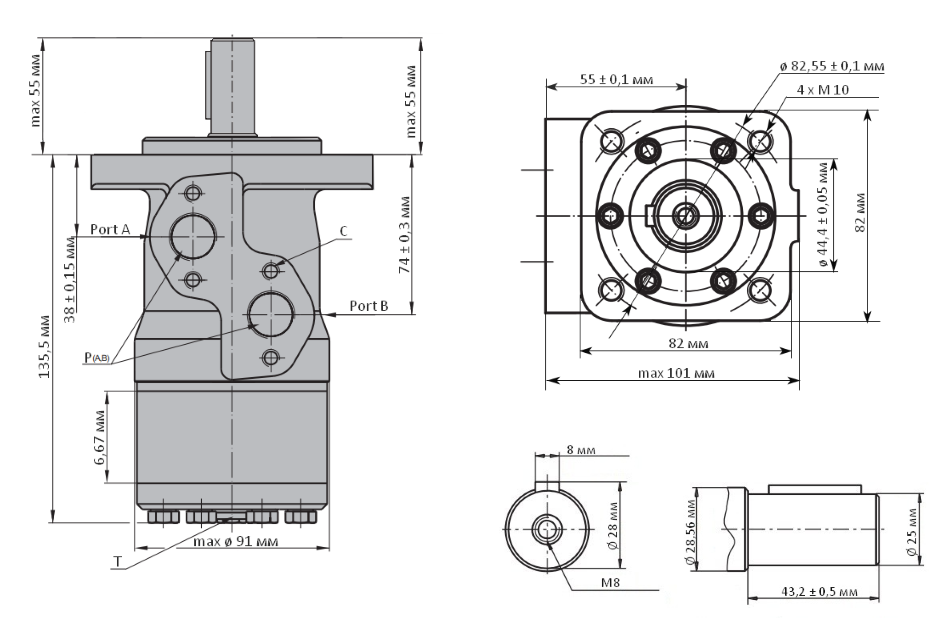 max 55 мм
max 55 мм
Port A
C
38 ± 0,15 мм
74 ± 0,3 мм
Port B
135,5 мм
P(A,B)
6,67 мм
max ø 91 мм
T
55 ± 0,1 мм
ø 82,55 ± 0,1 мм
4 x M 10
ø 44,4 ± 0,05 мм
82 мм
82 мм
max 101 мм
8 мм
Ø 28 мм
M8
Ø 28,56 мм
Ø 25 мм
43,2 ± 0,5 мм